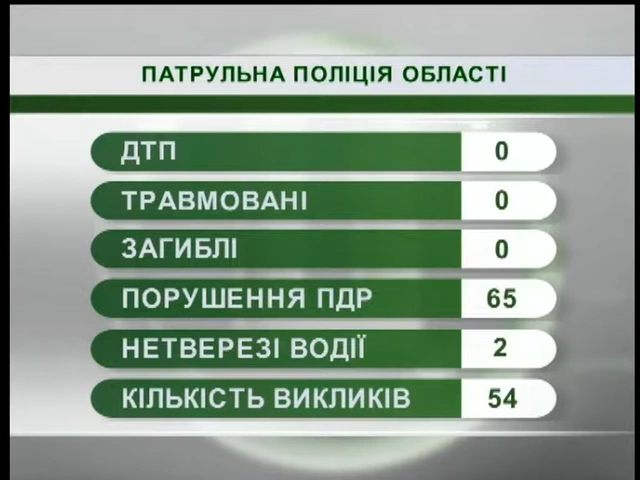 ПАТРУЛЬНА ПОЛІЦІЯ ОБЛАСТІ
ДТП 0
ТРАВМОВАНІ 0
ЗАГИБЛІ 0
ПОРУШЕННЯ ПДР 65
НЕТВЕРЕЗІ ВОДІЇ 2
КІЛЬКІСТЬ ВИКЛИКІВ 54